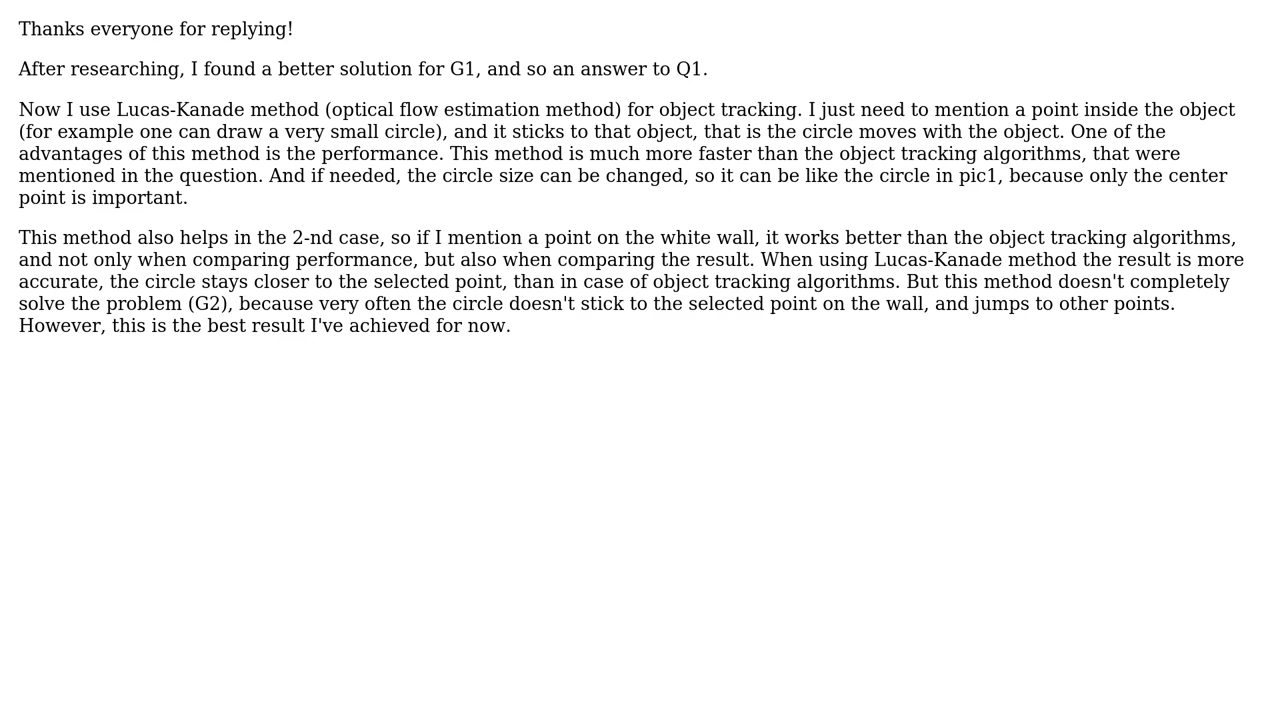 Thanks everyone for replying!
After researching, I found a better solution for G1, and so an answer to Q1.
Now I use Lucas-Kanade method (optical flow estimation method) for object tracking. I just need to mention a point inside the object
(for example one can draw a very small circle), and it sticks to that object, that is the circle moves with the object. One of the
advantages of this method is the performance. This method is much more faster than the object tracking algorithms, that were
mentioned in the question. And if needed, the circle size can be changed, so it can be like the circle in pic1, because only the center
point is important.
This method also helps in the 2-nd case, so if I mention a point on the white wall, it works better than the object tracking algorithms,
and not only when comparing performance, but also when comparing the result. When using Lucas-Kanade method the result is more
accurate, the circle stays closer to the selected point, than in case of object tracking algorithms. But this method doesn't completely
solve the problem (G2), because very often the circle doesn't stick to the selected point on the wall, and jumps to other points.
However, this is the best result I've achieved for now.